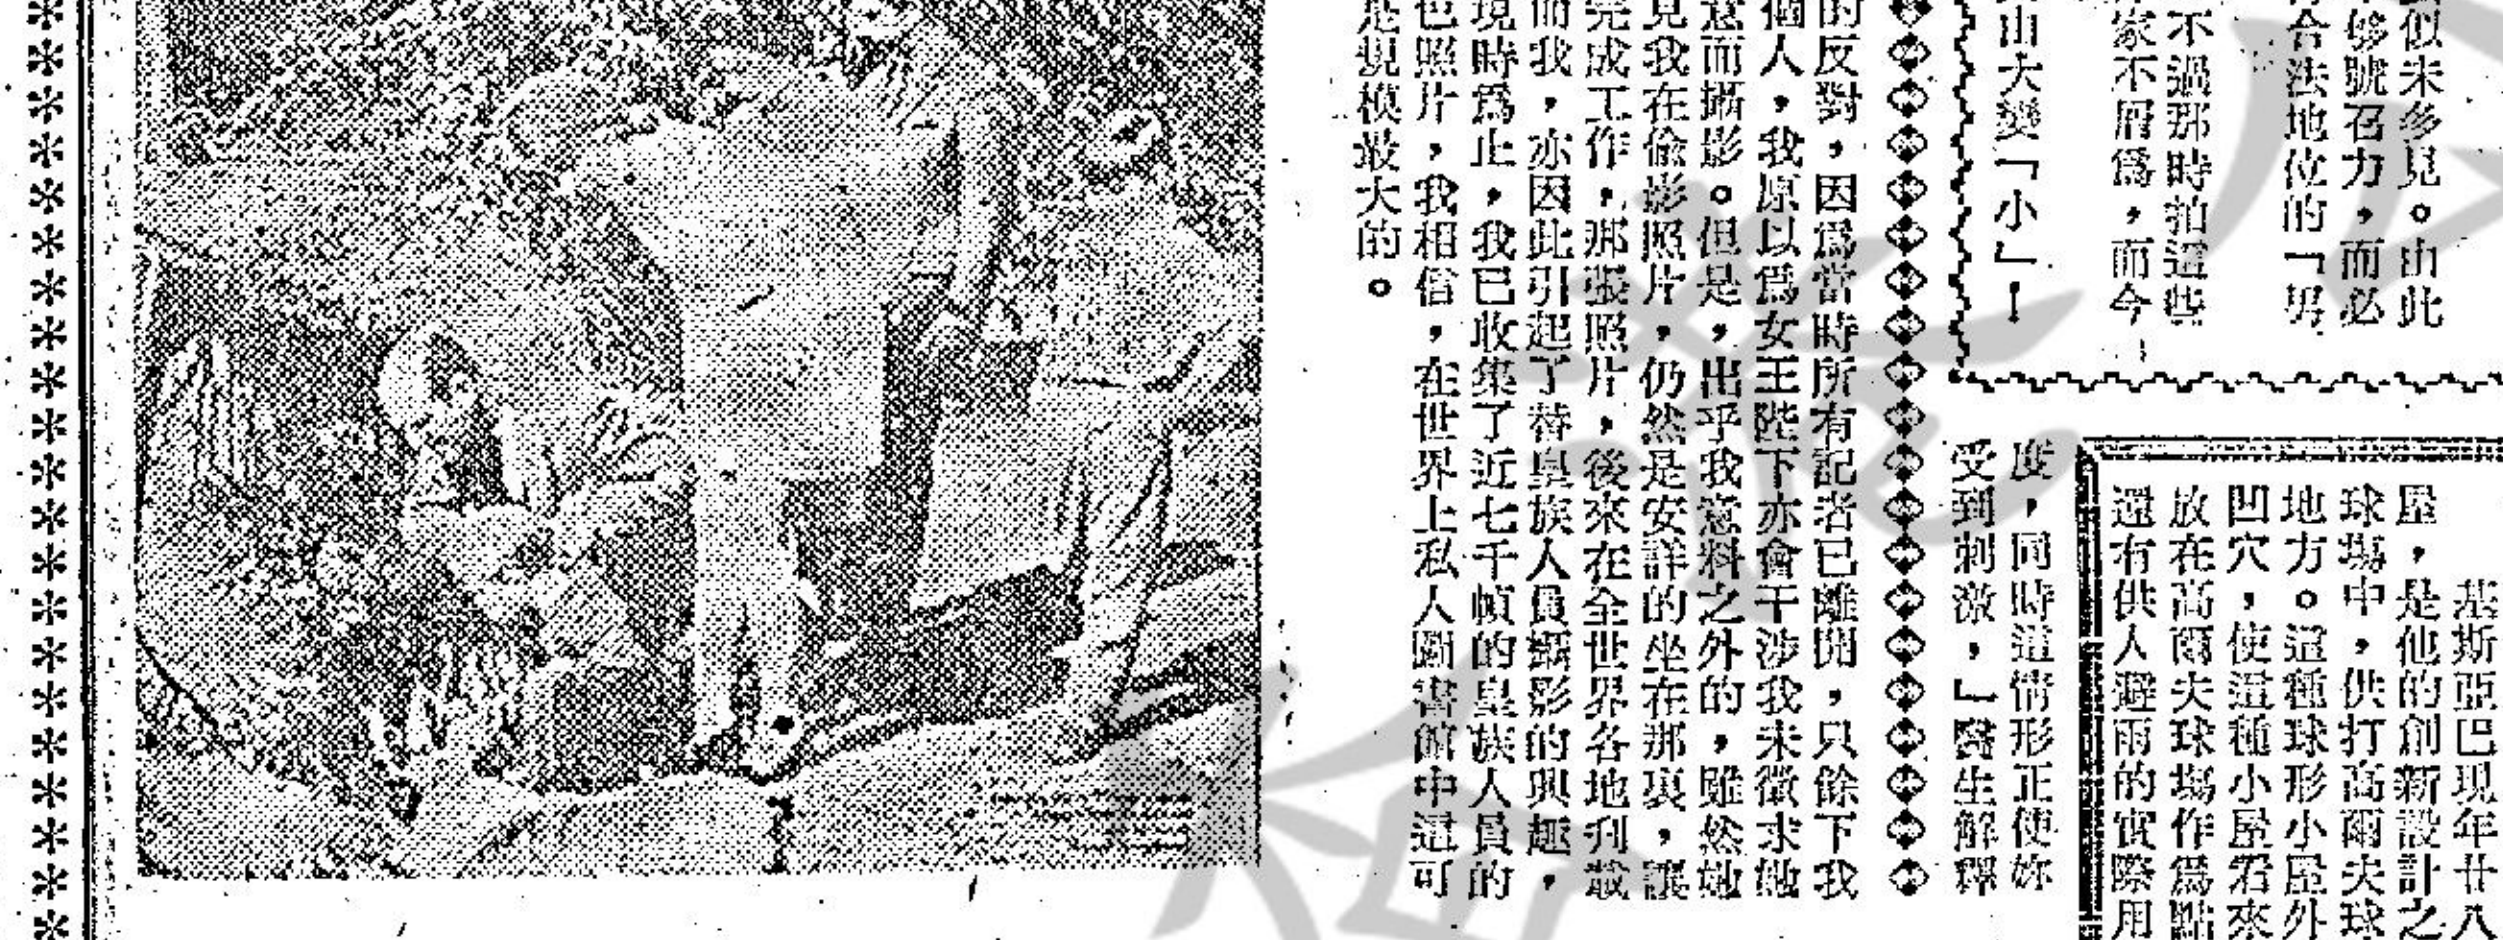 似未多見。由此
够號召力，而必
合法地位的「男
不過那時拍這些
家不屑爲，而今
山大變「小」！
的反對，因爲當時所有記者已離開，只餘下我
個人，我原以爲女王陛下亦會干涉我未徵求她
意而攝影。但是，出乎我意料之外的，雖然她
見我在偷影照片，仍然是安詳的坐在那裏，讓
完成工作，那張照片，後來在全世界各地刋載
而我，亦因此引起了替皇族人員攝影的興趣，
現時爲止，我已收集了近七千幀的皇族人員的
色照片，我相信，在世界上私人圖書館中這可
是規模最大的。
度，同時這情形正使妳
受到刺激，」醫生解釋
基斯亞巴現年廿八
屋，是他的創新設計之
球塲中，供打高爾夫球
地方。這種球形小屋外
凹穴，使這種小屋看來
放在高爾夫球塲作爲點
還有供人避雨的實際用